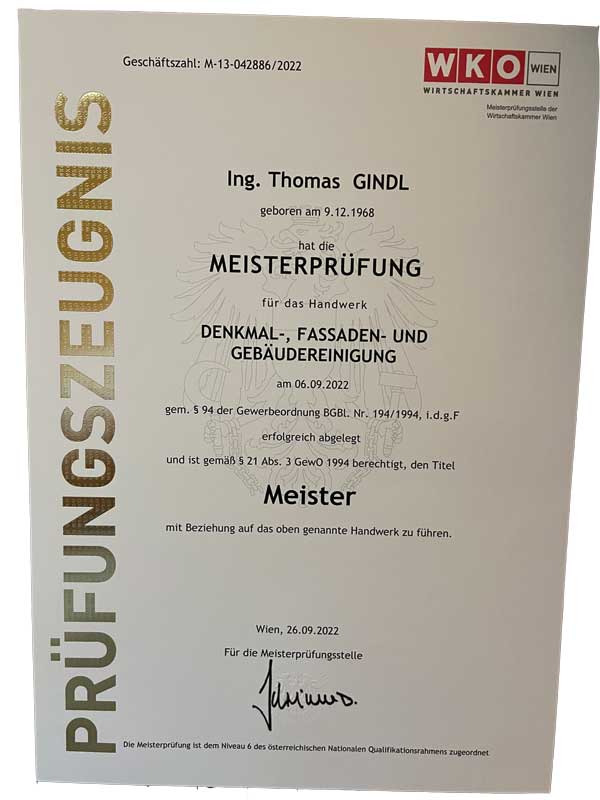 Geschäftszahl: M-13-042886/2022
WKO WIEN
WIRTSCHAFTSKAMMER WIEN
Meisterprüfungsstelle der
Wirtschaftskammer Wien
PRÜFUNGSZEUGNIS
Ing. Thomas GINDL
geboren am 9.12.1968
hat die
MEISTERPRÜFUNG
für das Handwerk
DENKMAL-, FASSADEN- UND
GEBÄUDEREINIGUNG
am 06.09.2022
gem. § 94 der Gewerbeordnung BGBl. Nr. 194/1994, i.d.g.F
erfolgreich abgelegt
und ist gemäß § 21 Abs. 3 GewO 1994 berechtigt, den Titel
Meister
mit Beziehung auf das oben genannte Handwerk zu führen.
Wien, 26.09.2022
Für die Meisterprüfungsstelle
Die Meisterprüfung ist dem Niveau 6 des österreichischen Nationalen Qualifikationsrahmens zugeordnet